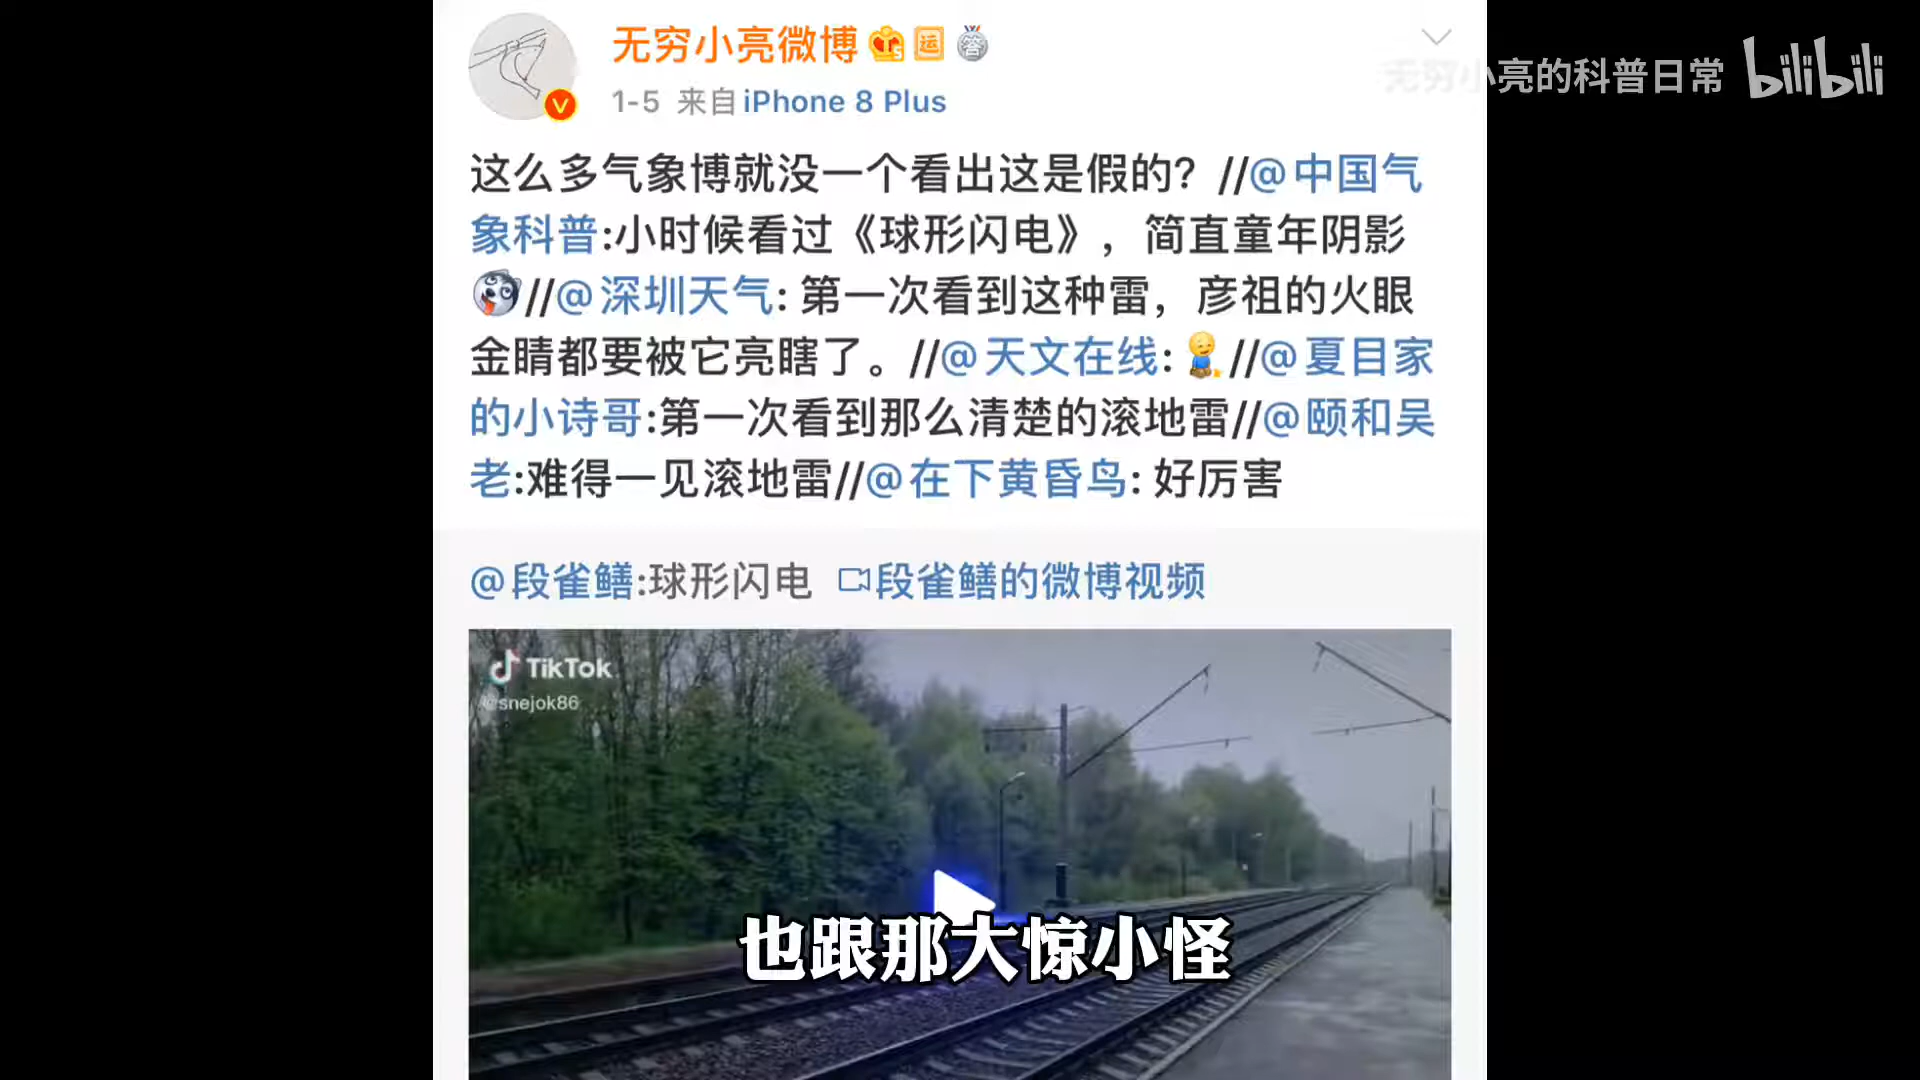 无穷小亮微博
1-5 来自 iPhone 8 Plus
无穷小亮的科普日常 bilibili
这么多气象博就没一个看出这是假的？//@中国气
象科普:小时候看过《球形闪电》，简直童年阴影
//@深圳天气: 第一次看到这种雷，彦祖的火眼
金睛都要被它亮瞎了。//@天文在线: //@夏目家
的小诗哥:第一次看到那么清楚的滚地雷//@颐和吴
老:难得一见滚地雷//@在下黄昏鸟: 好厉害
@段雀鳝:球形闪电 段雀鳝的微博视频
TikTok
@snejok86
也跟那大惊小怪